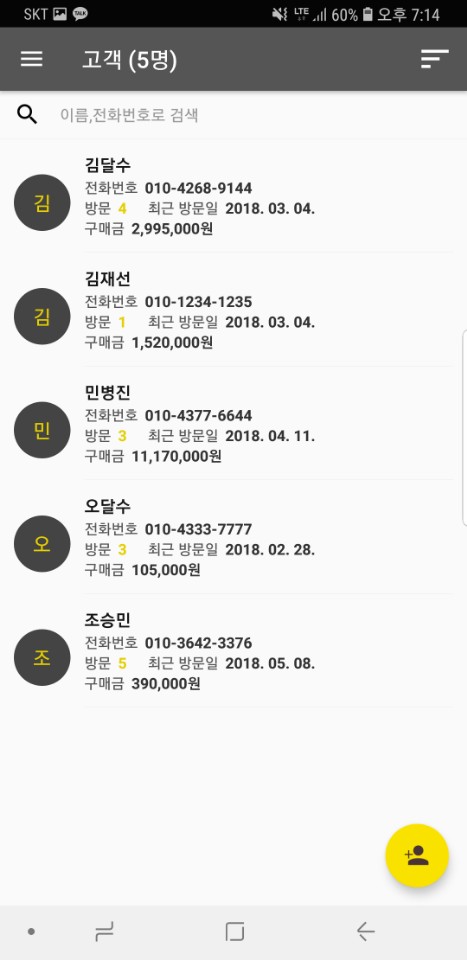 SKT TALK LTE 60% 오후 7:14
고객 (5명)
이름,전화번호로 검색
김
김달수
전화번호 010-4268-9144
방문 4 최근 방문일 2018. 03. 04.
구매금 2,995,000원
김
김재선
전화번호 010-1234-1235
방문 1 최근 방문일 2018. 03. 04.
구매금 1,520,000원
민
민병진
전화번호 010-4377-6644
방문 3 최근 방문일 2018. 04. 11.
구매금 11,170,000원
오
오달수
전화번호 010-4333-7777
방문 3 최근 방문일 2018. 02. 28.
구매금 105,000원
조
조승민
전화번호 010-3642-3376
방문 5 최근 방문일 2018. 05. 08.
구매금 390,000원